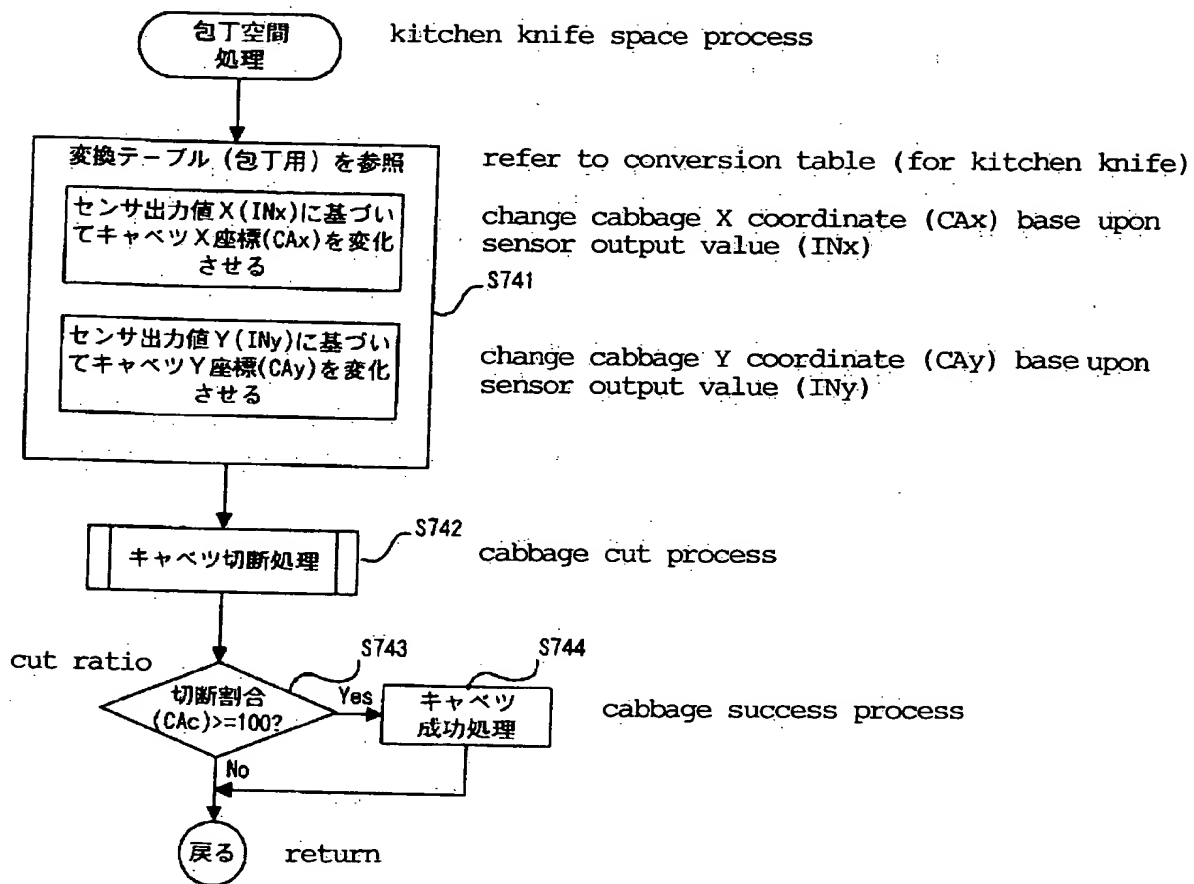 包丁空間
処理
kitchen knife space process
変換テーブル (包丁用) を参照
refer to conversion table (for kitchen knife)
センサ出力値X(INx)に基づい
てキャベツX座標(CAx)を変化
させる
change cabbage X coordinate (CAx) base upon
sensor output value (INx)
S741
センサ出力値Y(INy)に基づい
てキャベツY座標(CAy)を変化
させる
change cabbage Y coordinate (CAy) base upon
sensor output value (INy)
S742
キャベツ切断処理
cabbage cut process
cut ratio
S743
切断割合
(CAc)>=100?
Yes
No
S744
キャベツ
成功処理
cabbage success process
戻る
return